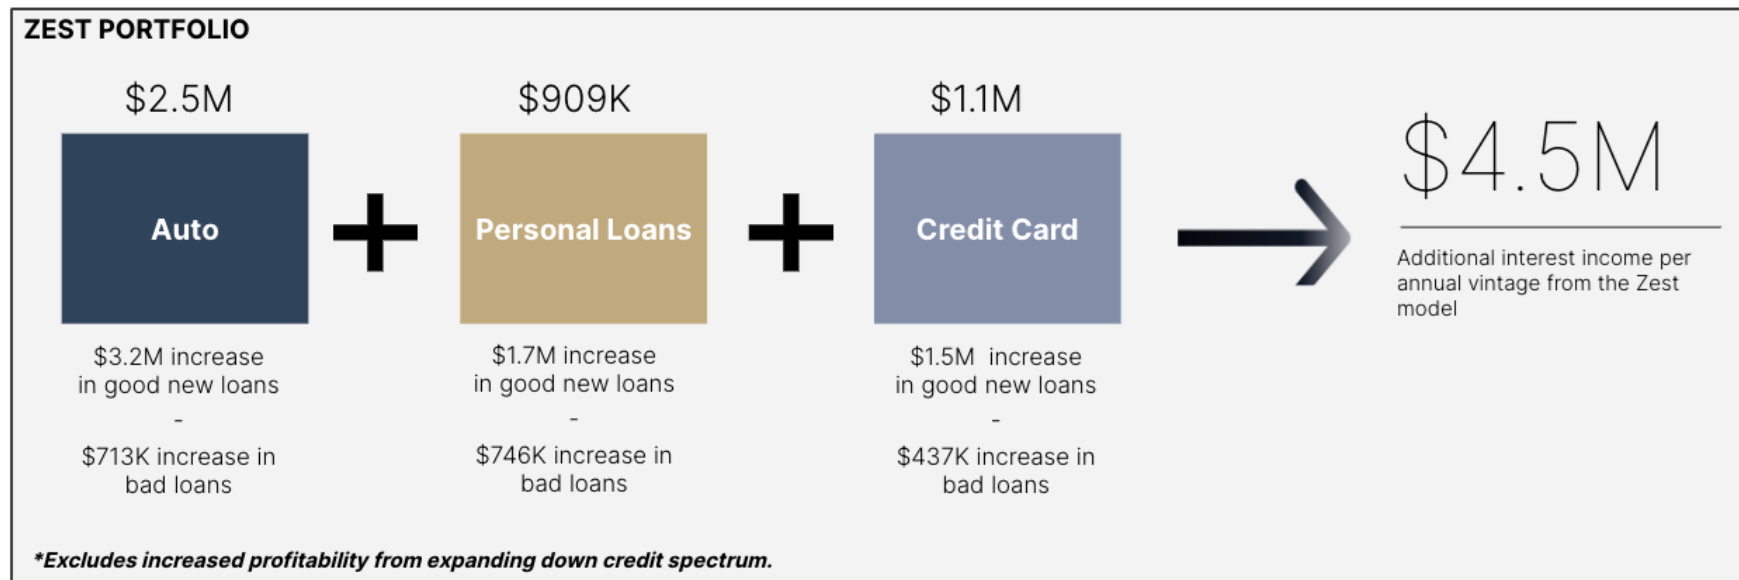 ZEST PORTFOLIO
$2.5M
Auto
$3.2M increase
in good new loans
-
$713K increase in
bad loans
+
$909K
Personal Loans
$1.7M increase
in good new loans
-
$746K increase in
bad loans
+
$1.1M
Credit Card
$1.5M increase
in good new loans
-
$437K increase in
bad loans
$4.5M
Additional interest income per
annual vintage from the Zest
model
*Excludes increased profitability from expanding down credit spectrum.